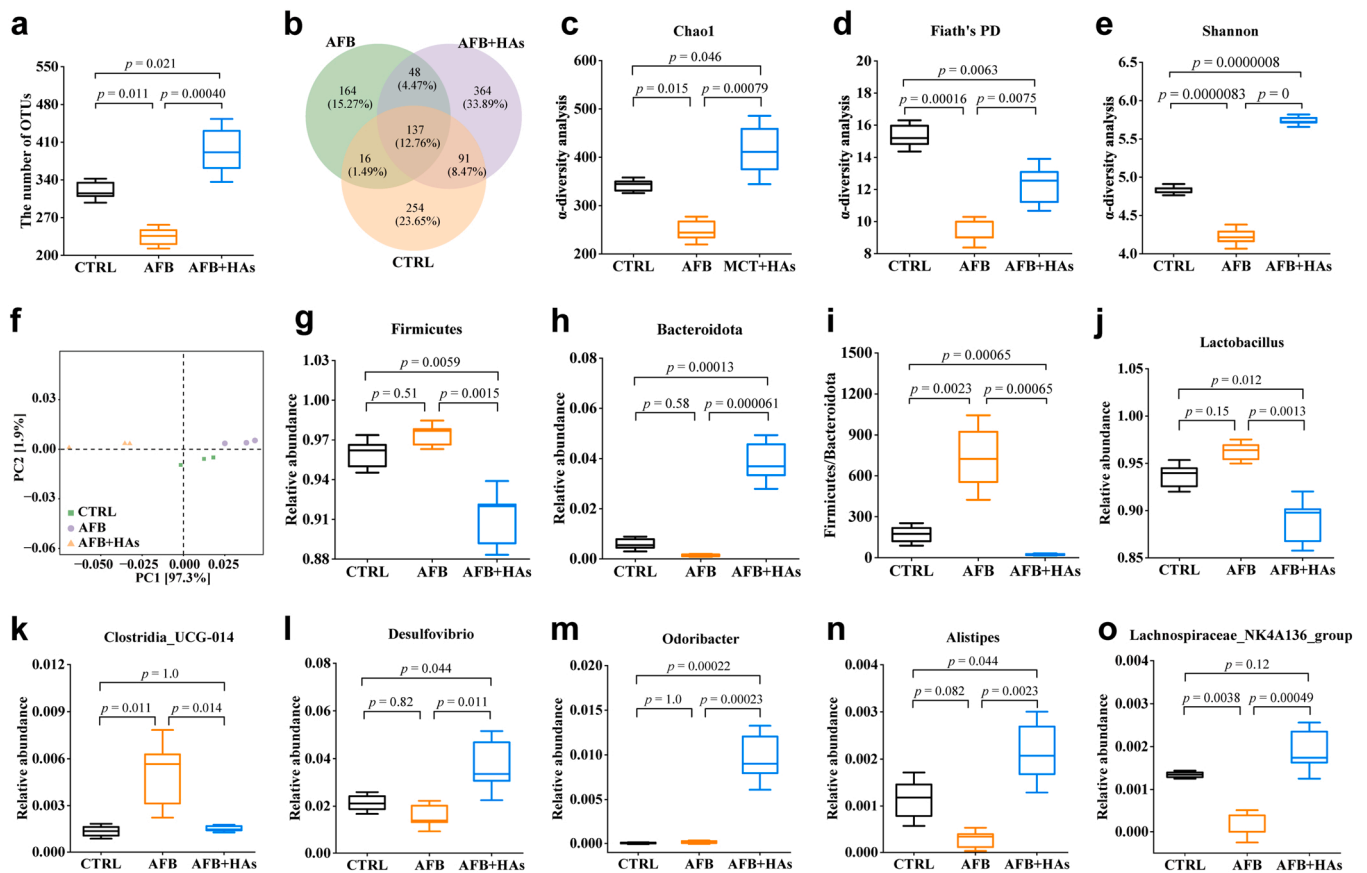 a
550
480
410
340
270
200
The number of OTUs
p = 0.021
p = 0.011
p = 0.00040
CTRL
AFB
AFB+HAs
b
AFB
AFB+HAs
164
(15.27%)
48
(4.47%)
364
(33.89%)
137
(12.76%)
16
(1.49%)
91
(8.47%)
254
(23.65%)
CTRL
c
Chao1
600
500
400
300
200
α-diversity analysis
p = 0.046
p = 0.015
p = 0.00079
CTRL
AFB
MCT+HAs
d
Fiath's PD
20
18
16
14
12
10
8
α-diversity analysis
p = 0.0063
p = 0.00016
p = 0.0075
CTRL
AFB
AFB+HAs
e
Shannon
6.5
6.0
5.5
5.0
4.5
4.0
α-diversity analysis
p = 0.0000008
p = 0.0000083
p = 0
CTRL
AFB
AFB+HAs
f
0.03
0.00
−0.03
−0.06
PC2 [1.9%]
CTRL
AFB
AFB+HAs
−0.050
−0.025
0.000
0.025
PC1 [97.3%]
g
Firmicutes
1.03
1.00
0.97
0.94
0.91
0.88
Relative abundance
p = 0.0059
p = 0.51
p = 0.0015
CTRL
AFB
AFB+HAs
h
Bacteroidota
0.08
0.06
0.04
0.02
0.00
Relative abundance
p = 0.00013
p = 0.58
p = 0.000061
CTRL
AFB
AFB+HAs
i
1500
1200
900
600
300
0
Firmicutes/Bacteroidota
p = 0.00065
p = 0.0023
p = 0.00065
CTRL
AFB
AFB+HAs
j
Lactobacillus
1.05
1.00
0.95
0.90
0.85
Relative abundance
p = 0.012
p = 0.15
p = 0.0013
CTRL
AFB
AFB+HAs
k
Clostridia_UCG-014
0.012
0.009
0.006
0.003
0.000
Relative abundance
p = 1.0
p = 0.011
p = 0.014
CTRL
AFB
AFB+HAs
l
Desulfovibrio
0.08
0.06
0.04
0.02
0.00
Relative abundance
p = 0.044
p = 0.82
p = 0.011
CTRL
AFB
AFB+HAs
m
Odoribacter
0.020
0.015
0.010
0.005
0.000
Relative abundance
p = 0.00022
p = 1.0
p = 0.00023
CTRL
AFB
AFB+HAs
n
Alistipes
0.004
0.003
0.002
0.001
0.000
Relative abundance
p = 0.044
p = 0.082
p = 0.0023
CTRL
AFB
AFB+HAs
o
Lachnospiraceae_NK4A136_group
0.004
0.003
0.002
0.001
0.000
Relative abundance
p = 0.12
p = 0.0038
p = 0.00049
CTRL
AFB
AFB+HAs